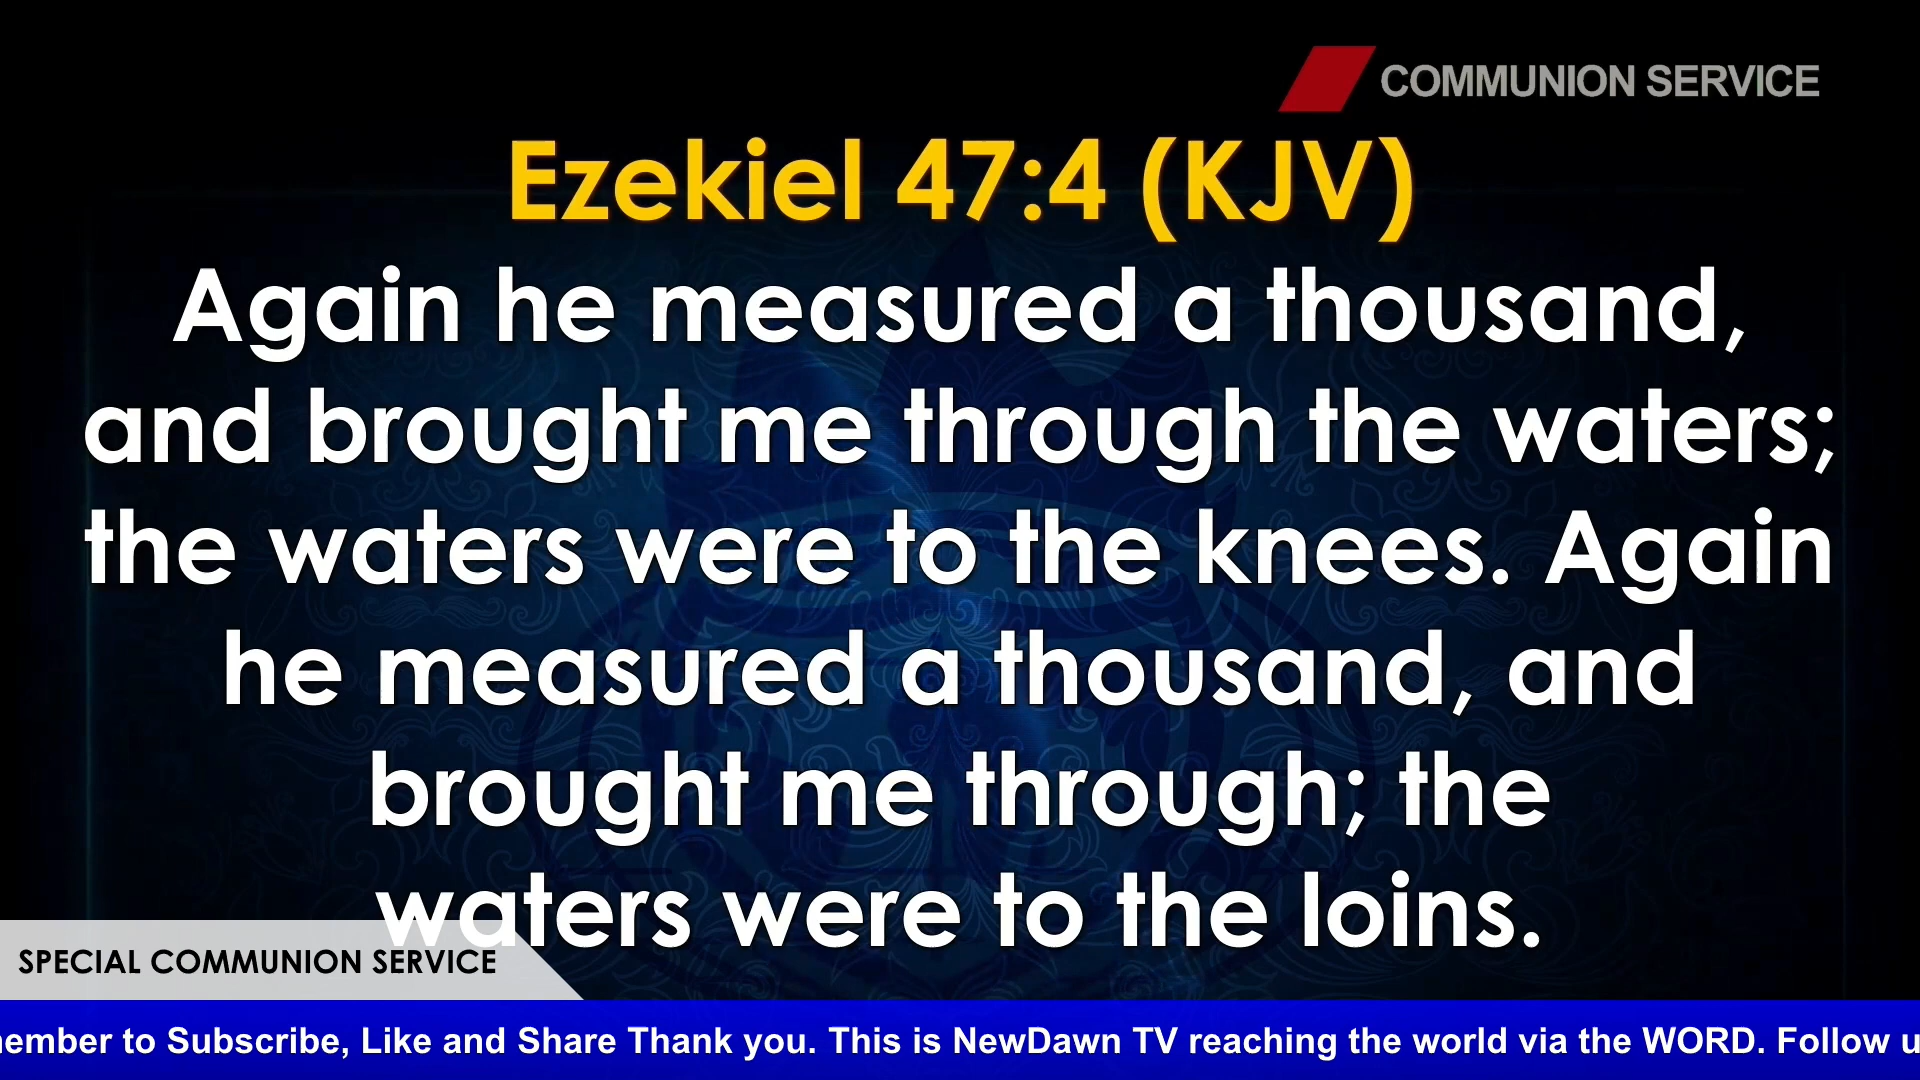 COMMUNION SERVICE
Ezekiel 47:4 (KJV)
Again he measured a thousand,
and brought me through the waters;
the waters were to the knees. Again
he measured a thousand, and
brought me through; the
waters were to the loins.
SPECIAL COMMUNION SERVICE
to Subscribe, Like and Share Thank you. This is NewDawn TV reaching the world via the WORD. Follow